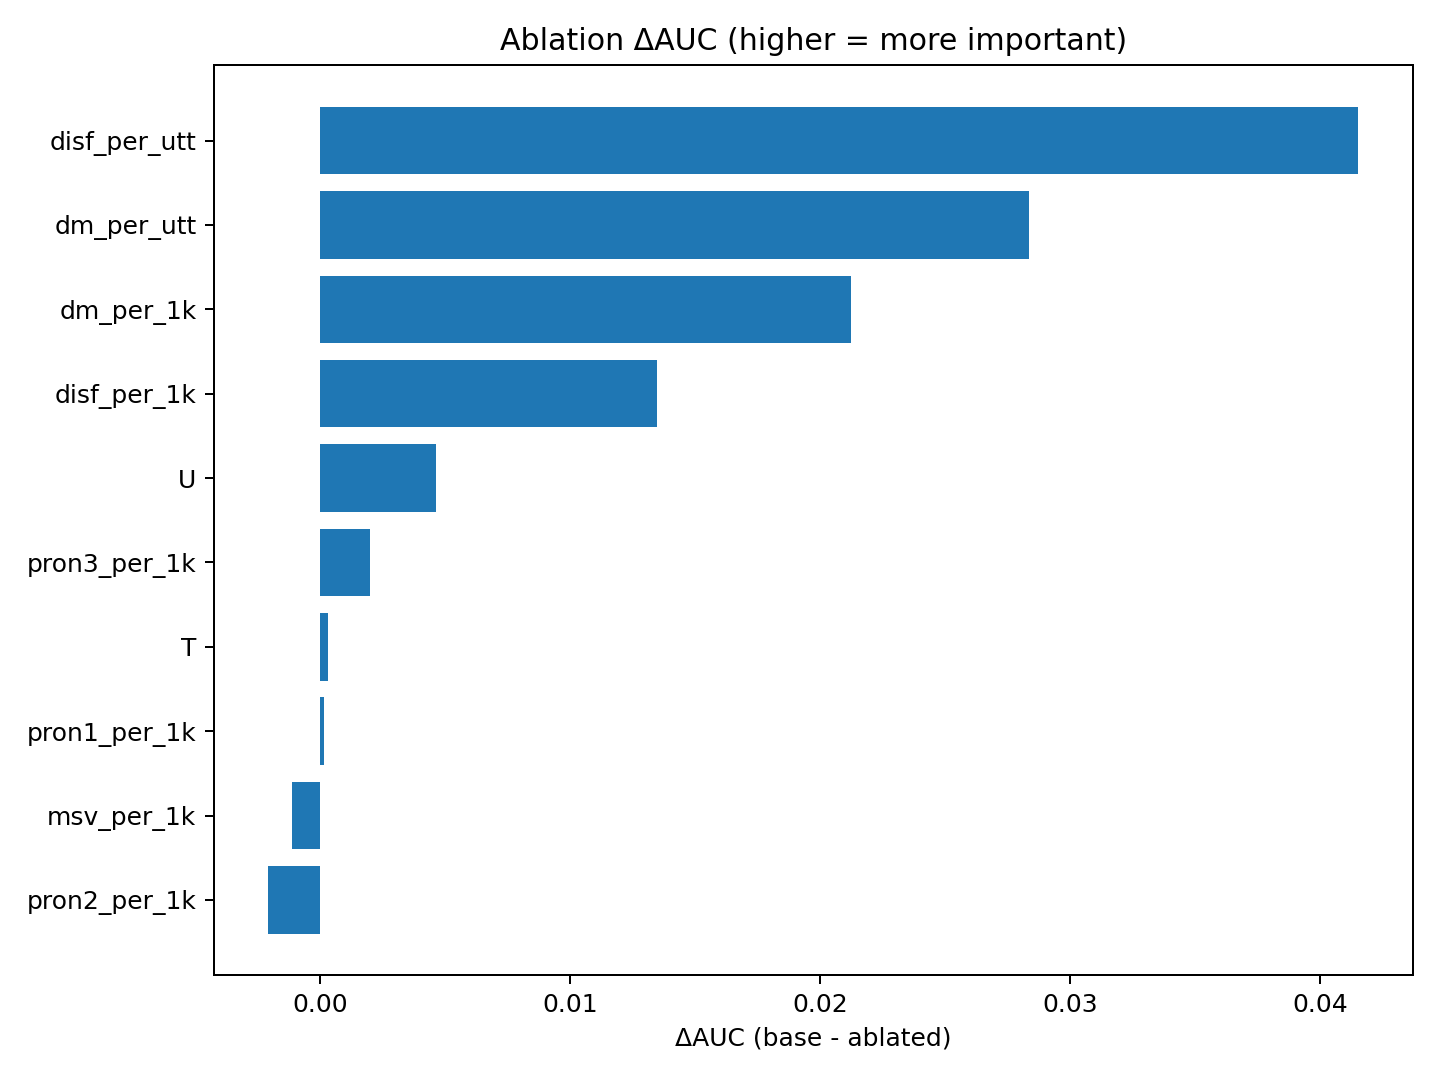 Ablation ΔAUC (higher = more important)
disf_per_utt
dm_per_utt
dm_per_1k
disf_per_1k
U
pron3_per_1k
T
pron1_per_1k
msv_per_1k
pron2_per_1k
0.00 0.01 0.02 0.03 0.04
ΔAUC (base - ablated)